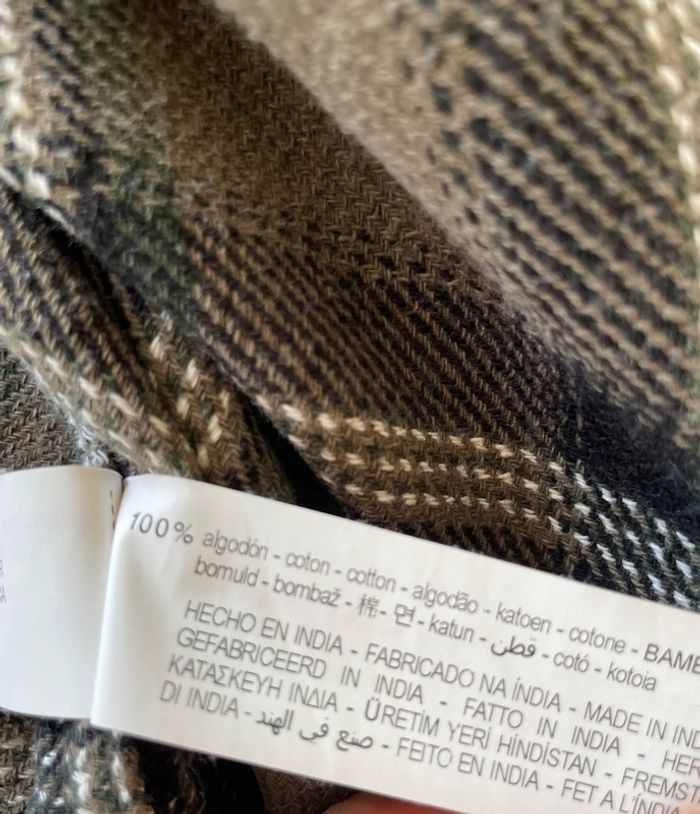 100% algodón - coton - cotton - algodão - katoen - cotone - BAM
bomuld - bombaž - 棉 - 면 - katun - قطن - cotó - kotoia
HECHO EN INDIA - FABRICADO NA ÍNDIA - MADE IN IND
GEFABRICEERD IN INDIA - FATTO IN INDIA - HER
ΚΑΤΑΣΚΕΥΗ ΙΝΔΙΑ - ÜRETİM YERİ HİNDİSTAN - FREMST
DI INDIA - صنع في الهند - FEITO EN INDIA - FET A L'ÍNDIA